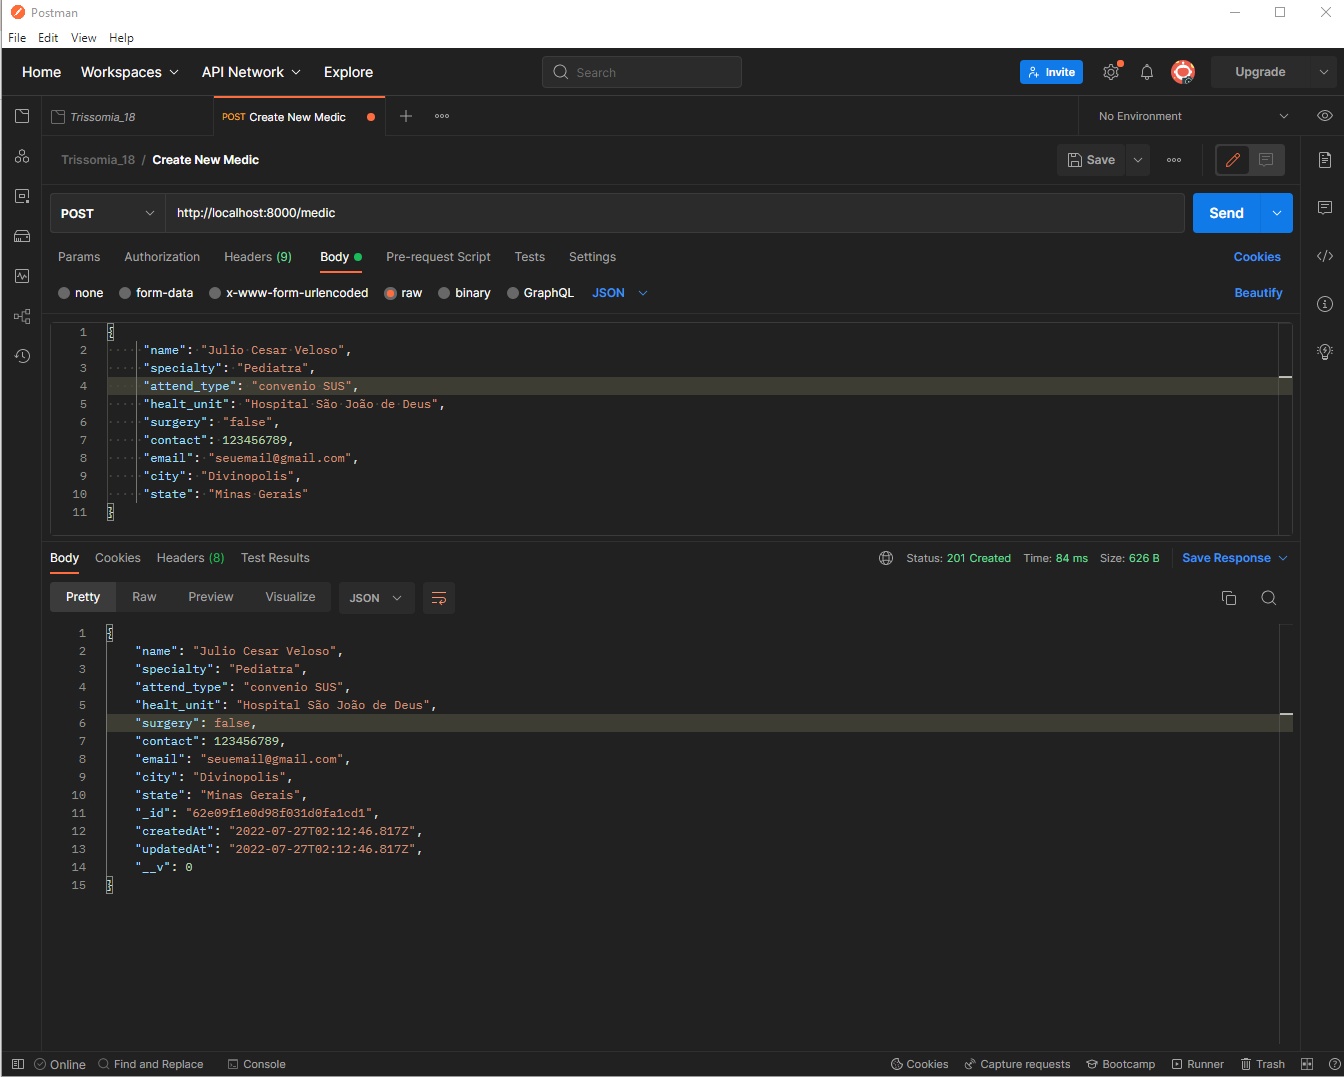 Postman
File Edit View Help
Home Workspaces API Network Explore Search Invite Upgrade
Trissomia_18 POST Create New Medic No Environment
Trissomia_18 / Create New Medic Save
POST http://localhost:8000/medic Send
Params Authorization Headers (9) Body Pre-request Script Tests Settings Cookies
none form-data x-www-form-urlencoded raw binary GraphQL JSON Beautify
1 {
2 "name": "Julio Cesar Veloso",
3 "specialty": "Pediatra",
4 "attend_type": "convenio SUS",
5 "healt_unit": "Hospital São João de Deus",
6 "surgery": "false",
7 "contact": 123456789,
8 "email": "seuemail@gmail.com",
9 "city": "Divinopolis",
10 "state": "Minas Gerais"
11 }
Body Cookies Headers (8) Test Results Status: 201 Created Time: 84 ms Size: 626 B Save Response
Pretty Raw Preview Visualize JSON
1 {
2 "name": "Julio Cesar Veloso",
3 "specialty": "Pediatra",
4 "attend_type": "convenio SUS",
5 "healt_unit": "Hospital São João de Deus",
6 "surgery": false,
7 "contact": 123456789,
8 "email": "seuemail@gmail.com",
9 "city": "Divinopolis",
10 "state": "Minas Gerais",
11 "_id": "62e09f1e0d98f031d0fa1cd1",
12 "createdAt": "2022-07-27T02:12:46.817Z",
13 "updatedAt": "2022-07-27T02:12:46.817Z",
14 "__v": 0
15 }
Online Find and Replace Console Cookies Capture requests Bootcamp Runner Trash